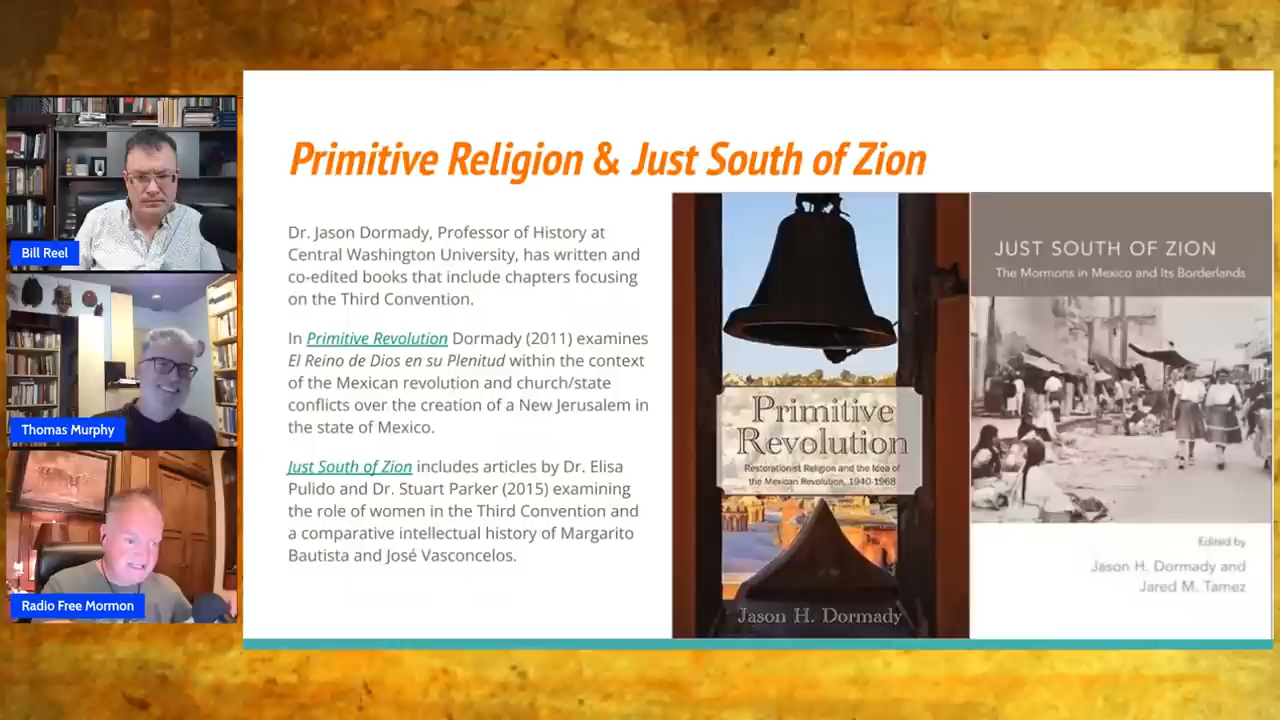 Primitive Religion & Just South of Zion
Bill Reel
Thomas Murphy
Radio Free Mormon
Dr. Jason Dormady, Professor of History at
Central Washington University, has written and
co-edited books that include chapters focusing
on the Third Convention.
In Primitive Revolution Dormady (2011) examines
El Reino de Dios en su Plenitud within the context
of the Mexican revolution and church/state
conflicts over the creation of a New Jerusalem in
the state of Mexico.
Just South of Zion includes articles by Dr. Elisa
Pulido and Dr. Stuart Parker (2015) examining
the role of women in the Third Convention and
a comparative intellectual history of Margarito
Bautista and José Vasconcelos.
Primitive
Revolution
Restorationist Religion and the Idea of
the Mexican Revolution, 1940-1968
Jason H. Dormady
JUST SOUTH OF ZION
The Mormons in Mexico and Its Borderlands
Edited by
Jason H. Dormady and
Jared M. Tamez